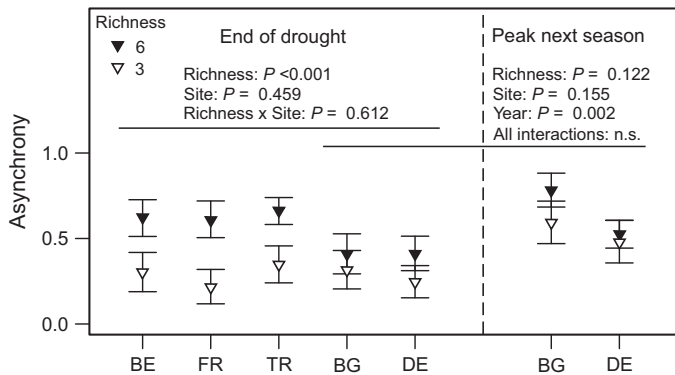 Richness
6
3
End of drought
Richness: P <0.001
Site: P = 0.459
Richness x Site: P = 0.612
Peak next season
Richness: P = 0.122
Site: P = 0.155
Year: P = 0.002
All interactions: n.s.
Asynchrony
1.0
0.5
0.0
BE FR TR BG DE BG DE